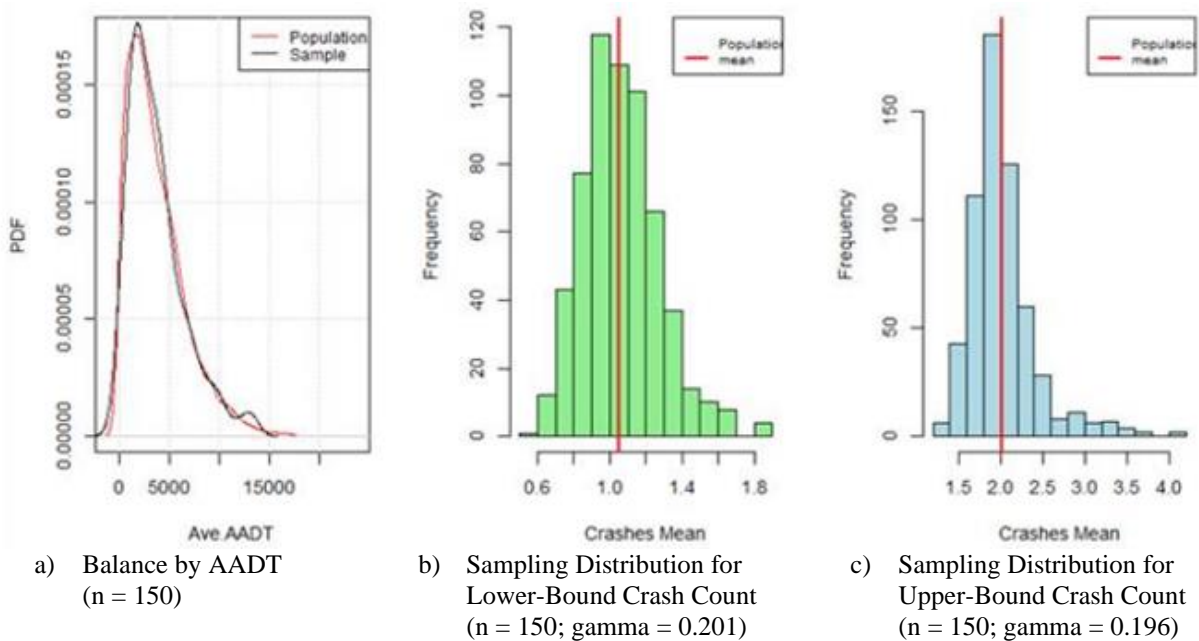 Population
Sample
PDF
0.00000
0.00005
0.00010
0.00015
0
5000
15000
Ave.AADT
Populatio
mean
Frequency
0
20
40
60
80
100
120
0.6
1.0
1.4
1.8
Crashes Mean
Populatio
mean
Frequency
0
50
100
150
1.5
2.0
2.5
3.0
3.5
4.0
Crashes Mean
a) Balance by AADT
(n = 150)
b) Sampling Distribution for
Lower-Bound Crash Count
(n = 150; gamma = 0.201)
c) Sampling Distribution for
Upper-Bound Crash Count
(n = 150; gamma = 0.196)